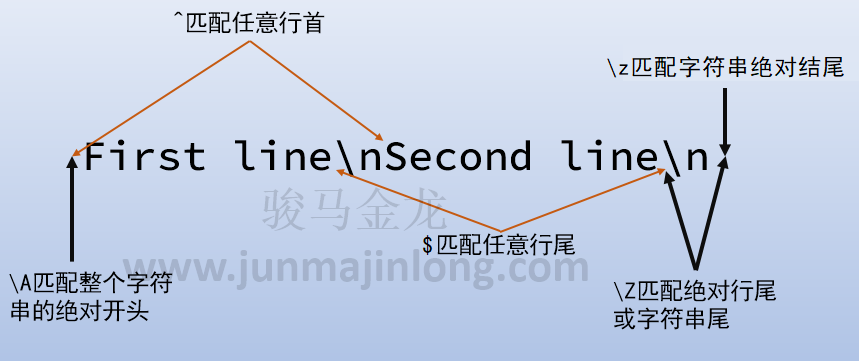 ^匹配任意行首
\z匹配字符串绝对结尾
First line\nSecond line\n
骏马金龙
$匹配任意行尾
www.junmajinlong.com
\A匹配整个字符
串的绝对开头
\Z匹配绝对行尾
或字符串尾